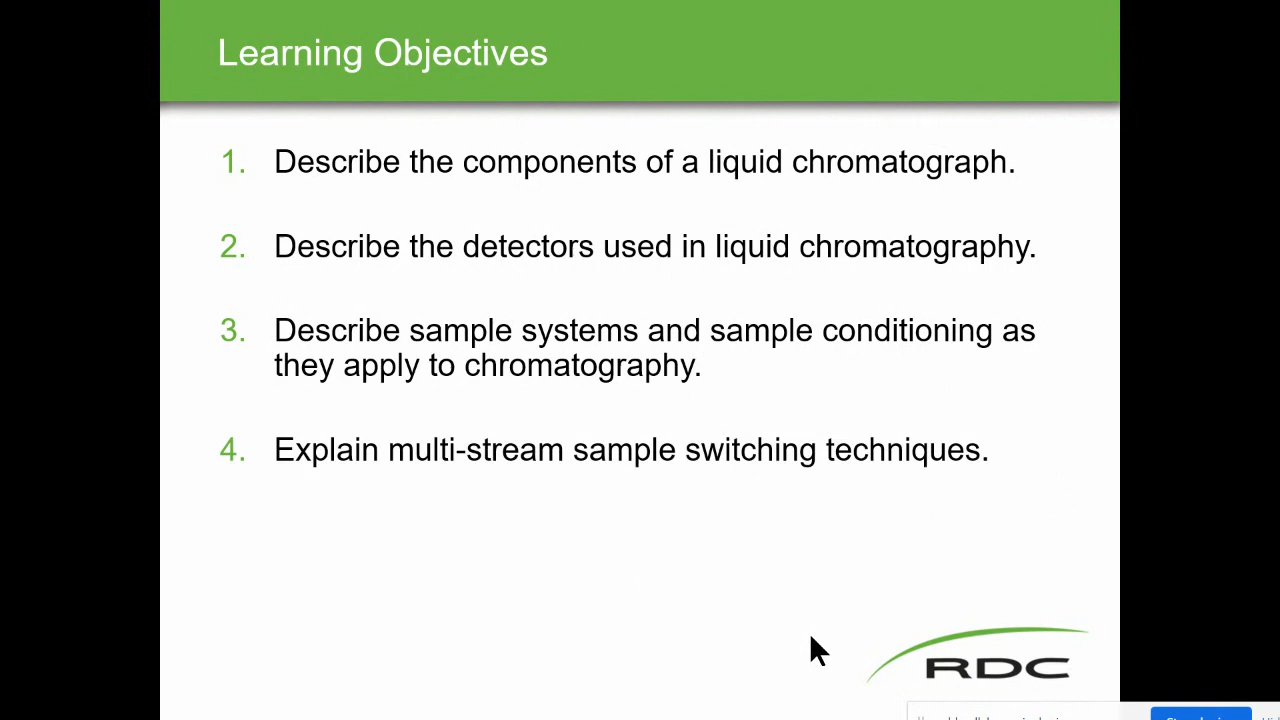 Learning Objectives
1. Describe the components of a liquid chromatograph.
2. Describe the detectors used in liquid chromatography.
3. Describe sample systems and sample conditioning as
they apply to chromatography.
4. Explain multi-stream sample switching techniques.
RDC